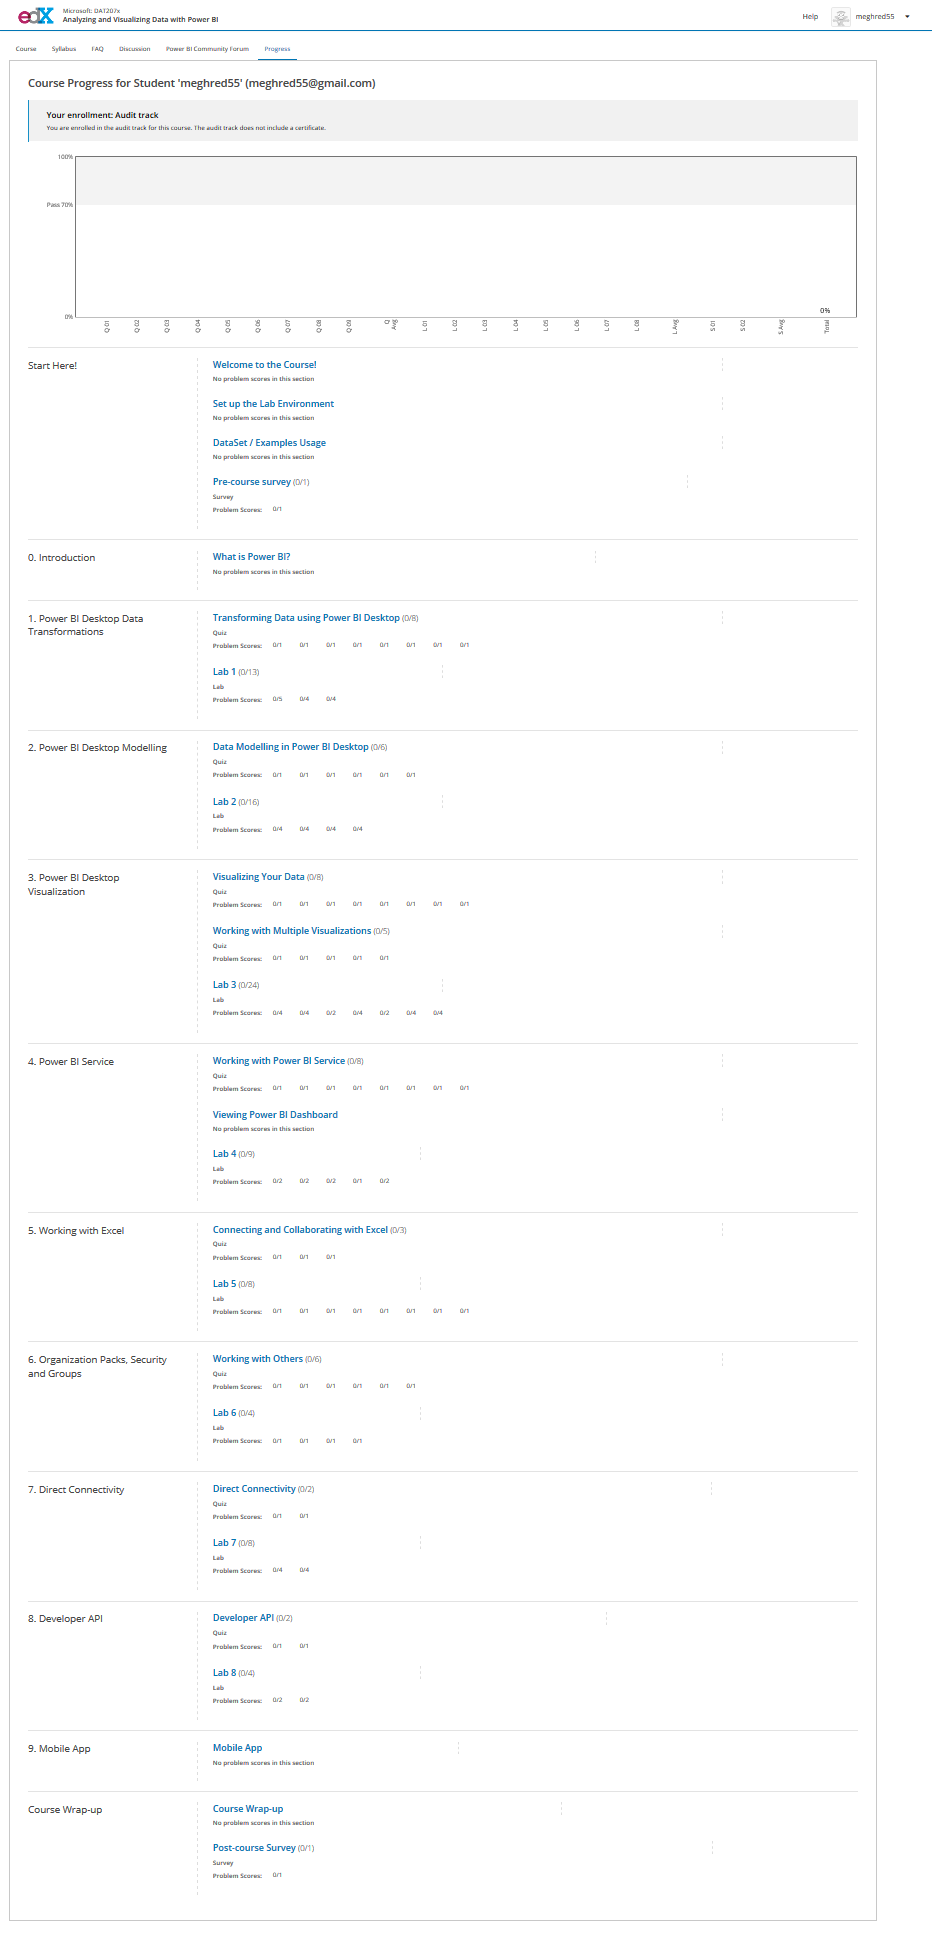 edX
Microsoft: DAT207x
Analyzing and Visualizing Data with Power BI
Help
meghred55
Course Syllabus FAQ Discussion Power BI Community Forum Progress
Course Progress for Student 'meghred55' (meghred55@gmail.com)
Your enrollment: Audit track
You are enrolled in the audit track for this course. The audit track does not include a certificate.
100%
Pass 70%
0%
0%
Q 01 Q 02 Q 03 Q 04 Q 05 Q 06 Q 07 Q 08 Q 09 Q Avg L 01 L 02 L 03 L 04 L 05 L 06 L 07 L 08 L Avg S 01 S 02 S Avg Total
Start Here!
Welcome to the Course!
No problem scores in this section
Set up the Lab Environment
No problem scores in this section
DataSet / Examples Usage
No problem scores in this section
Pre-course survey (0/1)
Survey
Problem Scores: 0/1
0. Introduction
What is Power BI?
No problem scores in this section
1. Power BI Desktop Data
Transformations
Transforming Data using Power BI Desktop (0/8)
Quiz
Problem Scores: 0/1 0/1 0/1 0/1 0/1 0/1 0/1 0/1
Lab 1 (0/13)
Lab
Problem Scores: 0/5 0/4 0/4
2. Power BI Desktop Modelling
Data Modelling in Power BI Desktop (0/6)
Quiz
Problem Scores: 0/1 0/1 0/1 0/1 0/1 0/1
Lab 2 (0/16)
Lab
Problem Scores: 0/4 0/4 0/4 0/4
3. Power BI Desktop
Visualization
Visualizing Your Data (0/8)
Quiz
Problem Scores: 0/1 0/1 0/1 0/1 0/1 0/1 0/1 0/1
Working with Multiple Visualizations (0/5)
Quiz
Problem Scores: 0/1 0/1 0/1 0/1 0/1
Lab 3 (0/24)
Lab
Problem Scores: 0/4 0/4 0/2 0/4 0/2 0/4 0/4
4. Power BI Service
Working with Power BI Service (0/8)
Quiz
Problem Scores: 0/1 0/1 0/1 0/1 0/1 0/1 0/1 0/1
Viewing Power BI Dashboard
No problem scores in this section
Lab 4 (0/9)
Lab
Problem Scores: 0/2 0/2 0/2 0/1 0/2
5. Working with Excel
Connecting and Collaborating with Excel (0/3)
Quiz
Problem Scores: 0/1 0/1 0/1
Lab 5 (0/8)
Lab
Problem Scores: 0/1 0/1 0/1 0/1 0/1 0/1 0/1 0/1
6. Organization Packs, Security
and Groups
Working with Others (0/6)
Quiz
Problem Scores: 0/1 0/1 0/1 0/1 0/1 0/1
Lab 6 (0/4)
Lab
Problem Scores: 0/1 0/1 0/1 0/1
7. Direct Connectivity
Direct Connectivity (0/2)
Quiz
Problem Scores: 0/1 0/1
Lab 7 (0/8)
Lab
Problem Scores: 0/4 0/4
8. Developer API
Developer API (0/2)
Quiz
Problem Scores: 0/1 0/1
Lab 8 (0/4)
Lab
Problem Scores: 0/2 0/2
9. Mobile App
Mobile App
No problem scores in this section
Course Wrap-up
Course Wrap-up
No problem scores in this section
Post-course Survey (0/1)
Survey
Problem Scores: 0/1